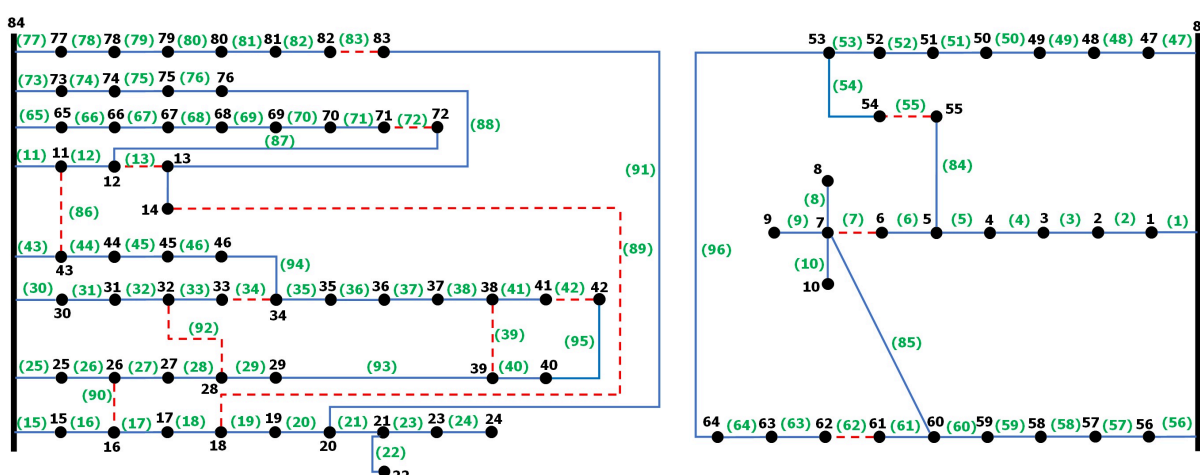 84
77 78 79 80 81 82 83
(77) (78) (79) (80) (81) (82) (83)
73 74 75 76
(73) (74) (75) (76)
(88)
65 66 67 68 69 70 71 72
(65) (66) (67) (68) (69) (70) (71) (72)
(87)
11 12 13
(11) (12) (13)
(91)
14
(86)
(89)
43 44 45 46
(43) (44) (45) (46)
(94)
30 31 32 33 34 35 36 37 38 41 42
(30) (31) (32) (33) (34) (35) (36) (37) (38) (41) (42)
(92) (39) (95)
25 26 27 28 29 39 40
(25) (26) (27) (28) (29) (93) (40)
(90)
15 16 17 18 19 20 21 23 24
(15) (16) (17) (18) (19) (20) (21) (23) (24)
(22)
53 52 51 50 49 48 47
(53) (52) (51) (50) (49) (48) (47)
(54)
54 (55) 55
(84)
8
(8)
9 7 6 5 4 3 2 1
(9) (7) (6) (5) (4) (3) (2) (1)
(96)
(10)
10
(85)
64 63 62 61 60 59 58 57 56
(64) (63) (62) (61) (60) (59) (58) (57) (56)